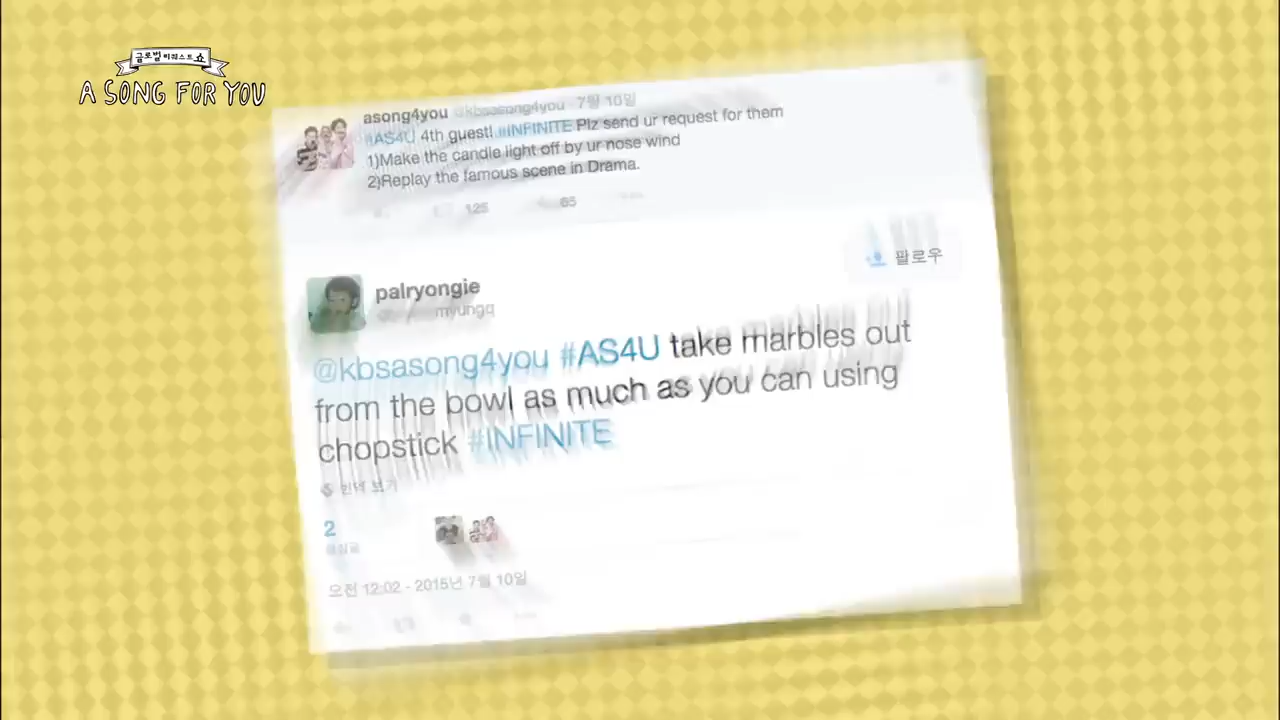 글로벌 리퀘스트 쇼
A SONG FOR YOU
asong4you @kbsasong4you 7월 10일
#AS4U 4th guest! #INFINITE Plz send ur request for them
1)Make the candle light off by ur nose wind
2)Replay the famous scene in Drama.
125 65
팔로우
palryongie
myungq
@kbsasong4you #AS4U take marbles out
from the bowl as much as you can using
chopstick #INFINITE
2
오전 12:02 - 2015년 7월 10일